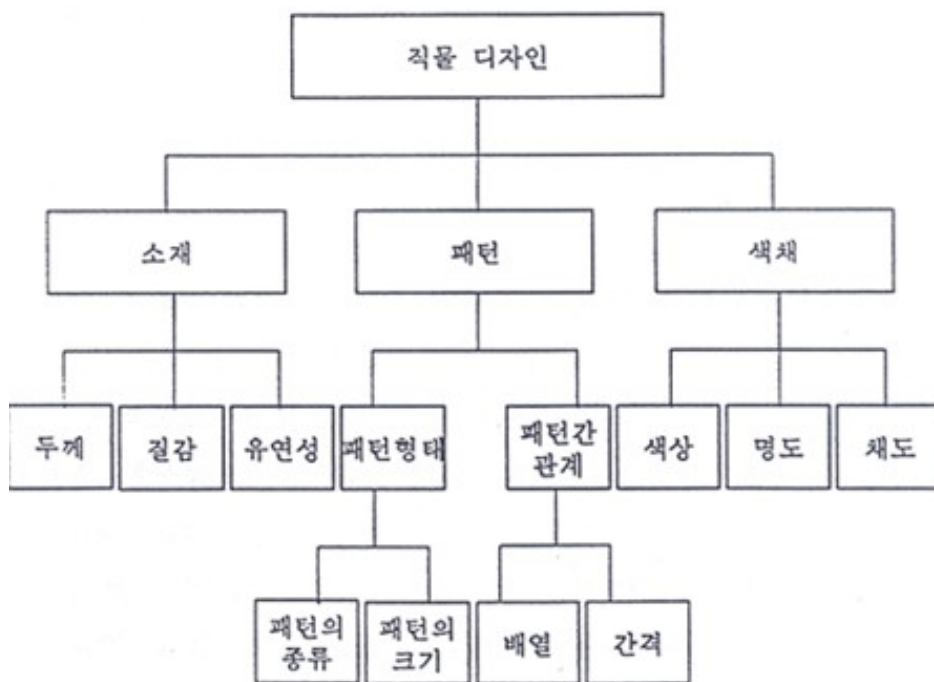 직물 디자인
소재
패턴
색채
두께
질감
유연성
패턴형태
패턴간
관계
색상
명도
채도
패턴의
종류
패턴의
크기
배열
간격